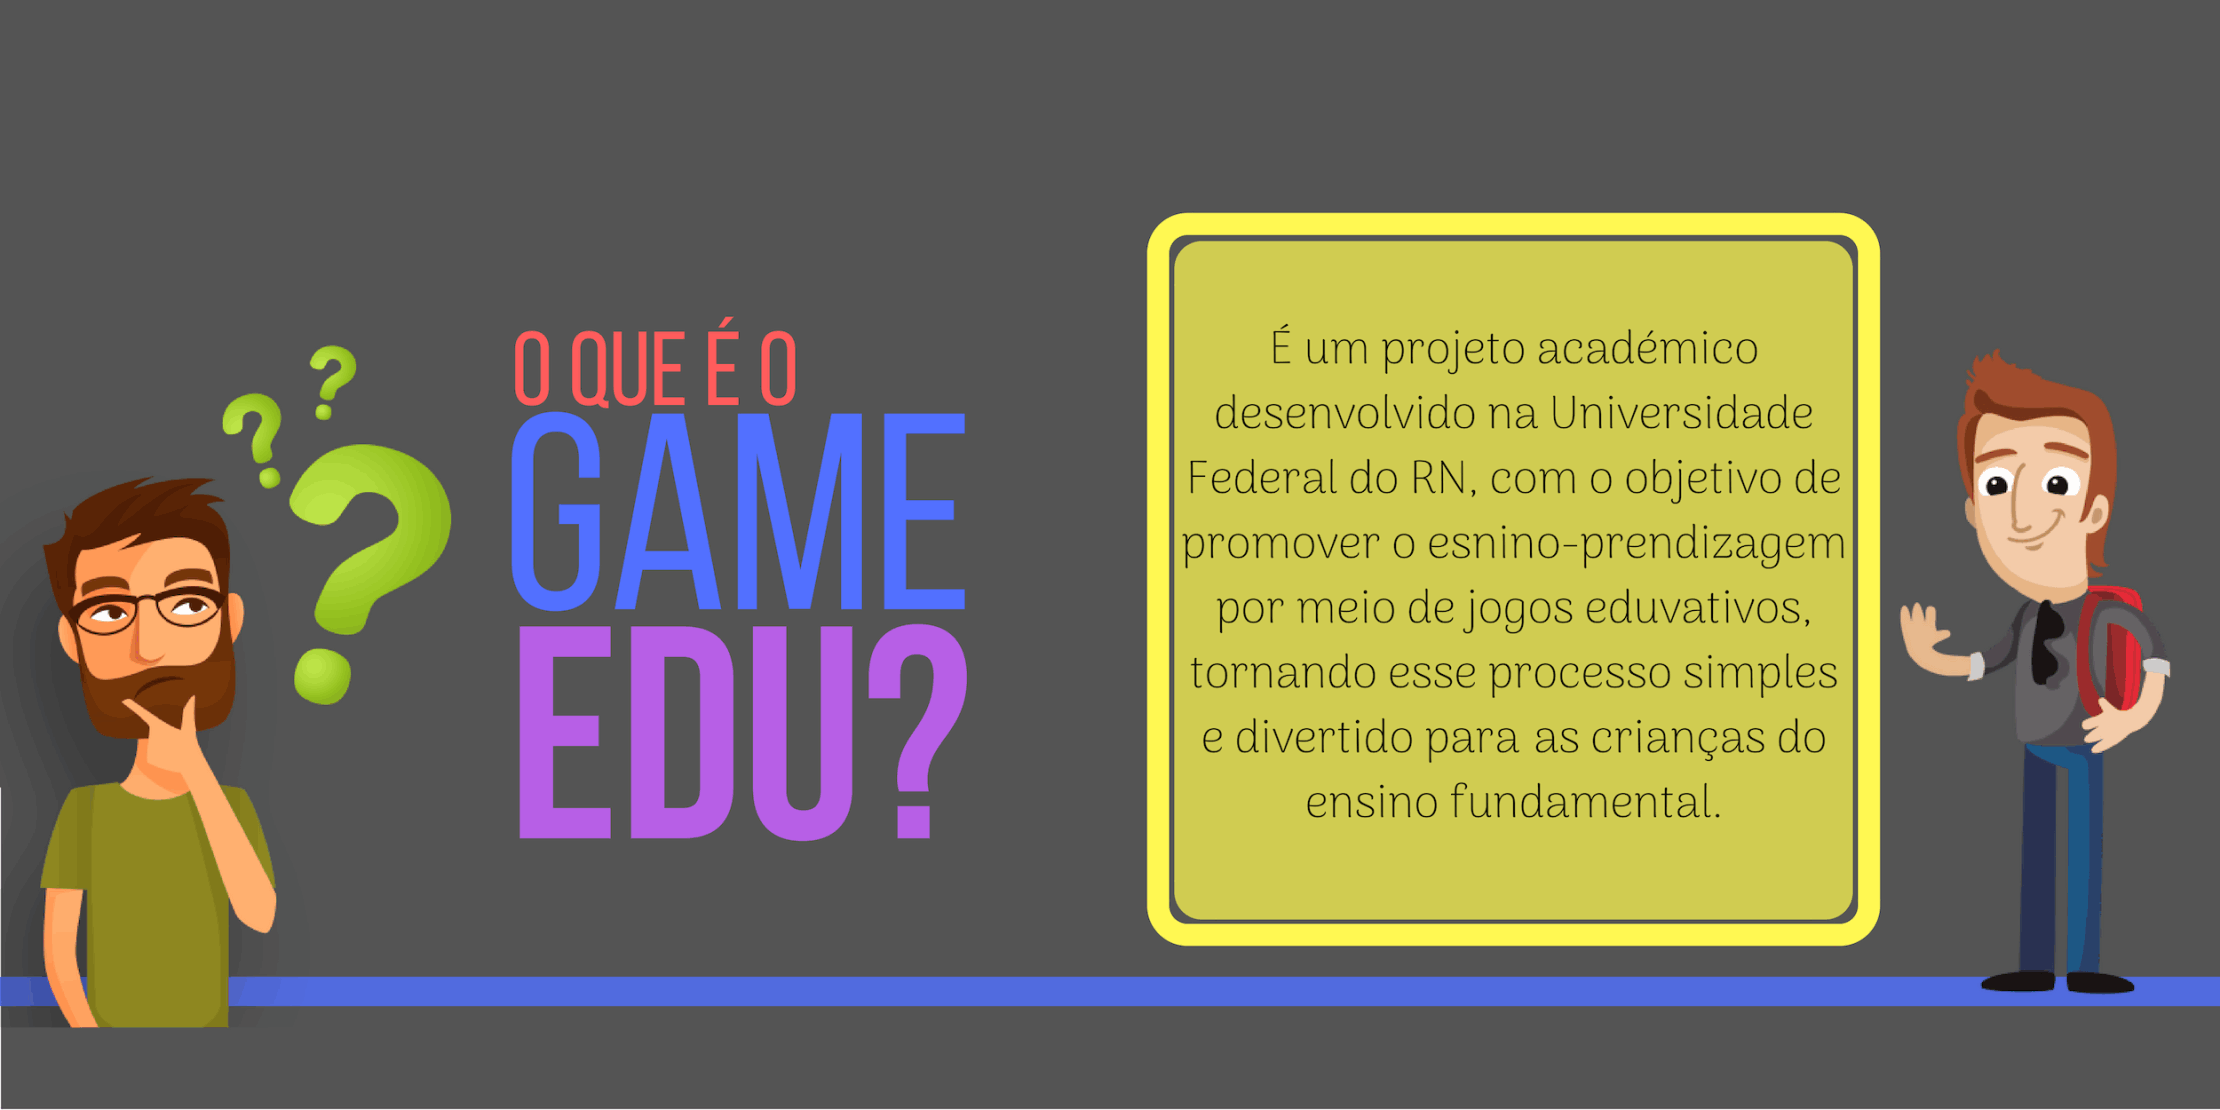 O QUE É O
GAME
EDU?
É um projeto académico
desenvolvido na Universidade
Federal do RN, com o objetivo de
promover o esnino-prendizagem
por meio de jogos eduvativos,
tornando esse processo simples
e divertido para as crianças do
ensino fundamental.